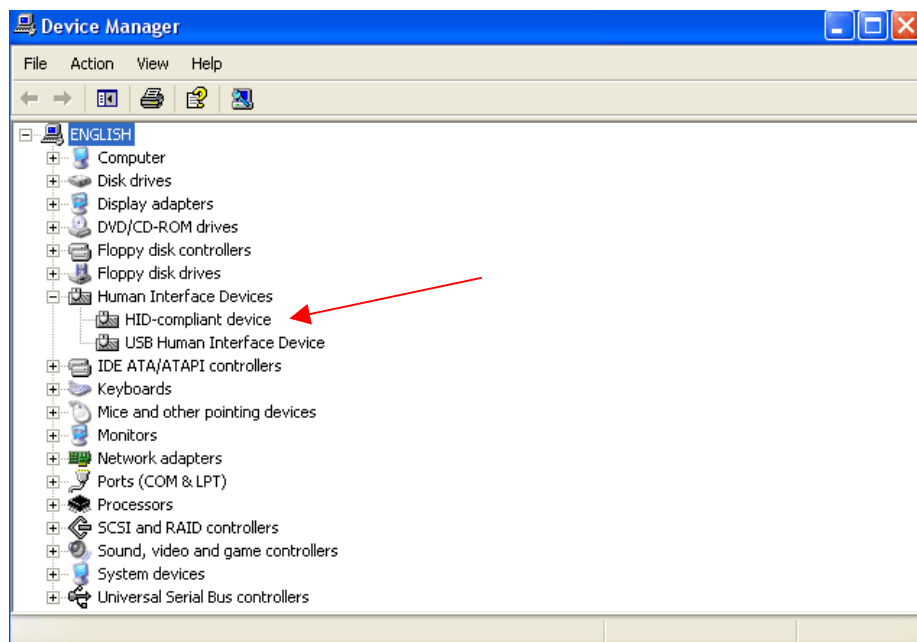 Device Manager
File Action View Help
ENGLISH
Computer
Disk drives
Display adapters
DVD/CD-ROM drives
Floppy disk controllers
Floppy disk drives
Human Interface Devices
HID-compliant device
USB Human Interface Device
IDE ATA/ATAPI controllers
Keyboards
Mice and other pointing devices
Monitors
Network adapters
Ports (COM & LPT)
Processors
SCSI and RAID controllers
Sound, video and game controllers
System devices
Universal Serial Bus controllers